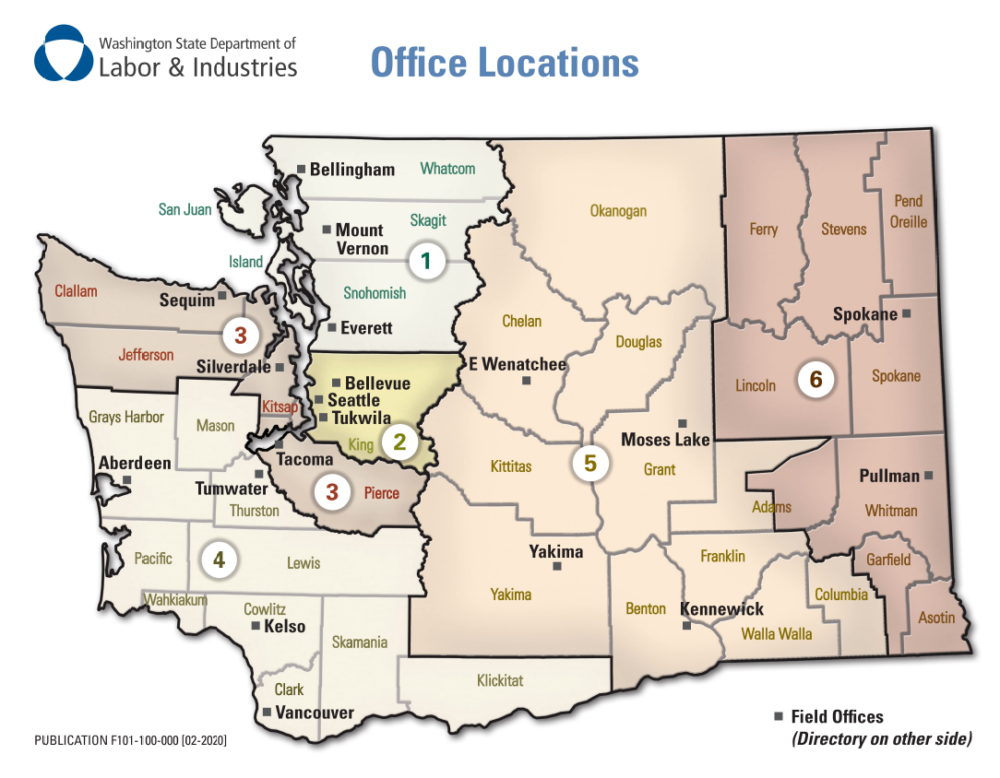 Washington State Department of
Labor & Industries
Office Locations
Bellingham
Whatcom
San Juan
Skagit
Mount
Vernon
Island
1
Snohomish
Everett
Okanogan
Ferry
Stevens
Pend
Oreille
Clallam
Sequim
3
Jefferson
Silverdale
Kitsap
Chelan
Douglas
Spokane
E Wenatchee
Lincoln
6
Spokane
Bellevue
Seattle
Tukwila
King
2
Grays Harbor
Mason
Aberdeen
Tacoma
Tumwater
Thurston
3
Pierce
Kittitas
5
Moses Lake
Grant
Adams
Pullman
Whitman
Pacific
4
Lewis
Wahkiakum
Cowlitz
Kelso
Skamania
Clark
Vancouver
Yakima
Yakima
Klickitat
Benton
Franklin
Kennewick
Walla Walla
Columbia
Garfield
Asotin
Field Offices
(Directory on other side)
PUBLICATION F101-100-000 [02-2020]